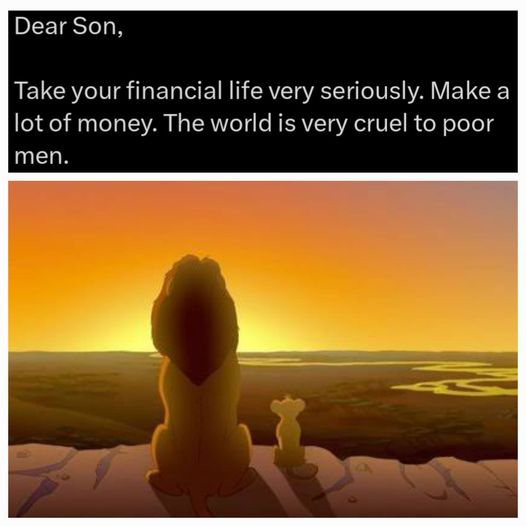 Dear Son,
Take your financial life very seriously. Make a
lot of money. The world is very cruel to poor
men.